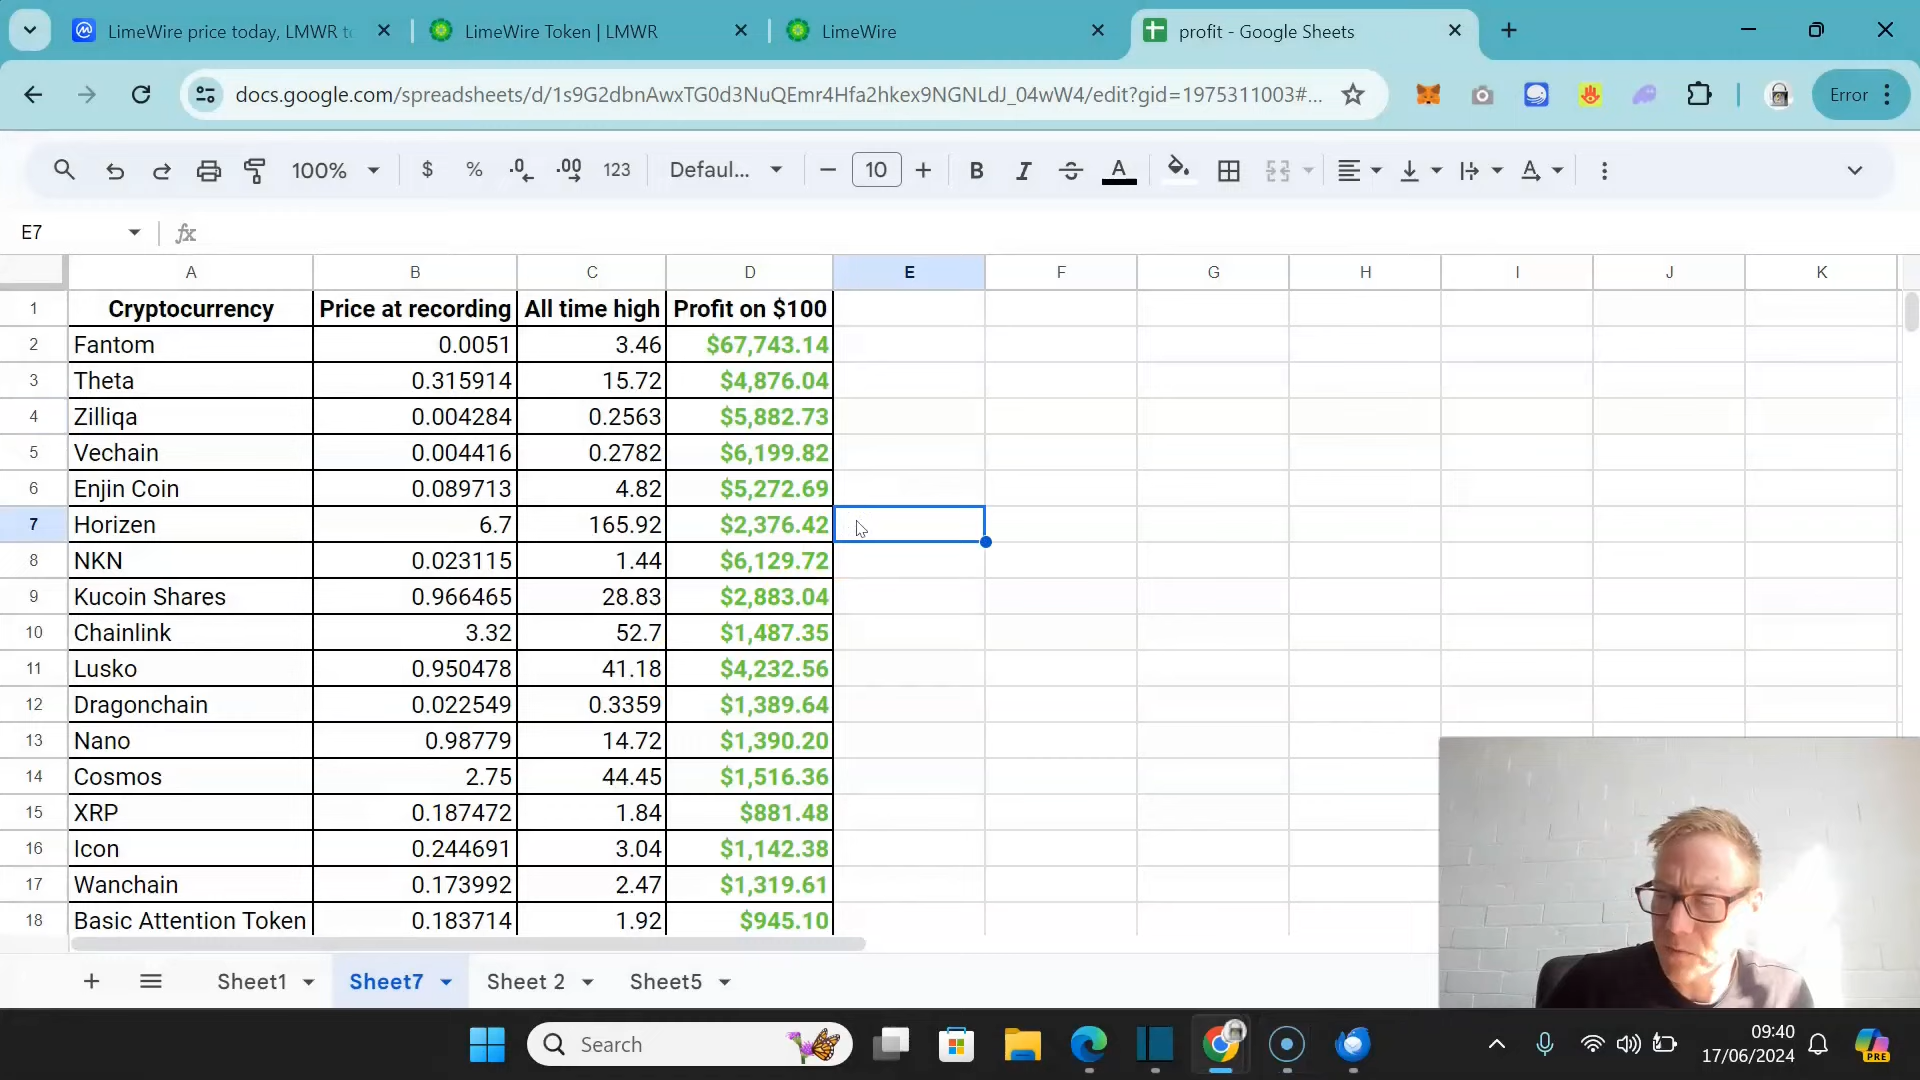 LimeWire price today, LMWR t
LimeWire Token | LMWR
LimeWire
profit - Google Sheets
docs.google.com/spreadsheets/d/1s9G2dbnAwxTG0d3NuQEmr4Hfa2hkex9NGNLdJ_04wW4/edit?gid=1975311003#...
Error
100% $ % .0 .00 123 Defaul... 10 B I A
E7 fx
A B C D E F G H I J K
1 Cryptocurrency Price at recording All time high Profit on $100
2 Fantom 0.0051 3.46 $67,743.14
3 Theta 0.315914 15.72 $4,876.04
4 Zilliqa 0.004284 0.2563 $5,882.73
5 Vechain 0.004416 0.2782 $6,199.82
6 Enjin Coin 0.089713 4.82 $5,272.69
7 Horizen 6.7 165.92 $2,376.42
8 NKN 0.023115 1.44 $6,129.72
9 Kucoin Shares 0.966465 28.83 $2,883.04
10 Chainlink 3.32 52.7 $1,487.35
11 Lusko 0.950478 41.18 $4,232.56
12 Dragonchain 0.022549 0.3359 $1,389.64
13 Nano 0.98779 14.72 $1,390.20
14 Cosmos 2.75 44.45 $1,516.36
15 XRP 0.187472 1.84 $881.48
16 Icon 0.244691 3.04 $1,142.38
17 Wanchain 0.173992 2.47 $1,319.61
18 Basic Attention Token 0.183714 1.92 $945.10
Sheet1 Sheet7 Sheet 2 Sheet5
Search
09:40
17/06/2024
PRE